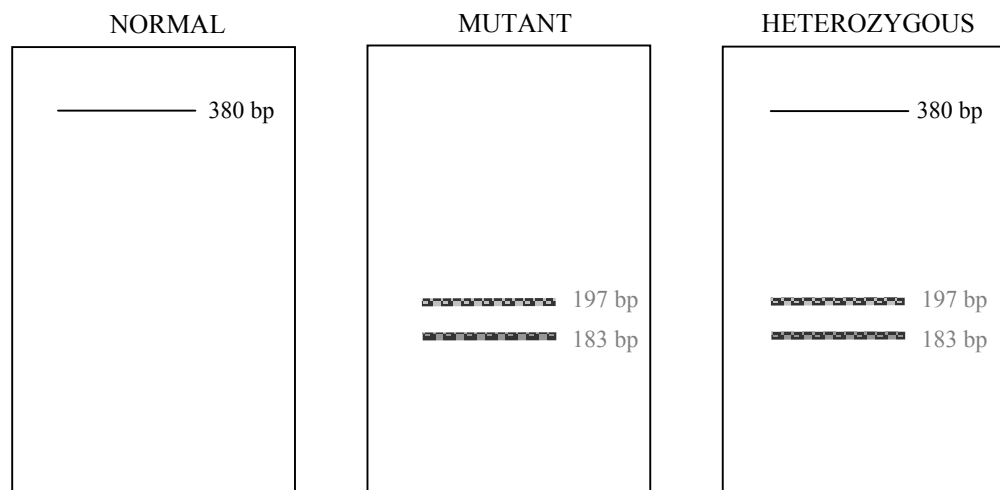 NORMAL
MUTANT
HETEROZYGOUS
380 bp
380 bp
197 bp
197 bp
183 bp
183 bp